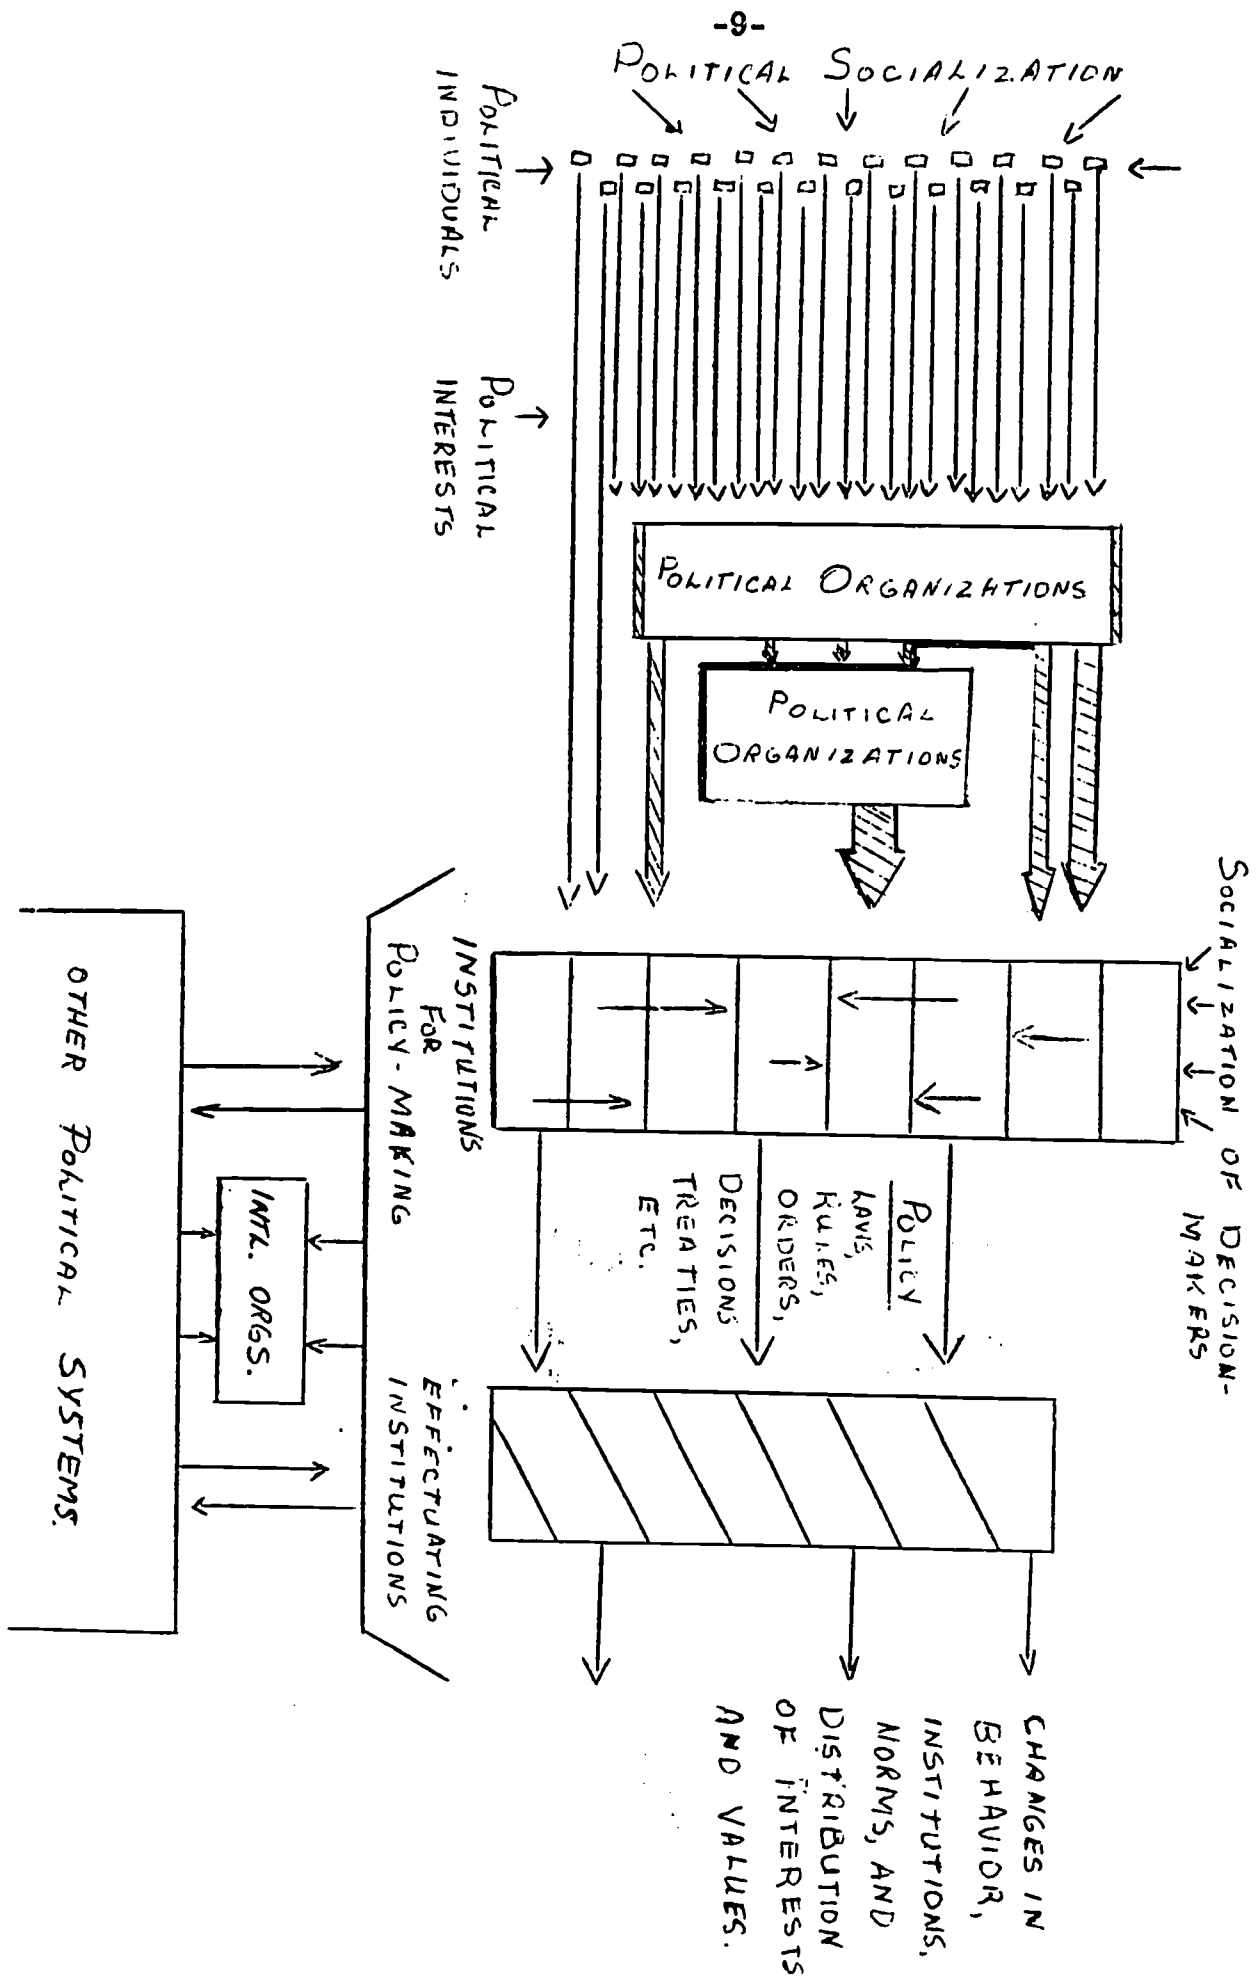 -9-
POLITICAL SOCIALIZATION
POLITICAL
INDIVIDUALS
POLITICAL
INTERESTS
POLITICAL ORGANIZATIONS
POLITICAL
ORGANIZATIONS
SOCIALIZATION OF DECISION-
MAKERS
INSTITUTIONS
FOR
POLICY-MAKING
POLICY
LAWS,
RULES,
ORDERS,
DECISIONS
TREATIES,
ETC.
EFFECTUATING
INSTITUTIONS
CHANGES IN
BEHAVIOR,
INSTITUTIONS,
NORMS, AND
DISTRIBUTION
OF INTERESTS
AND VALUES.
INTL. ORGS.
OTHER POLITICAL SYSTEMS.